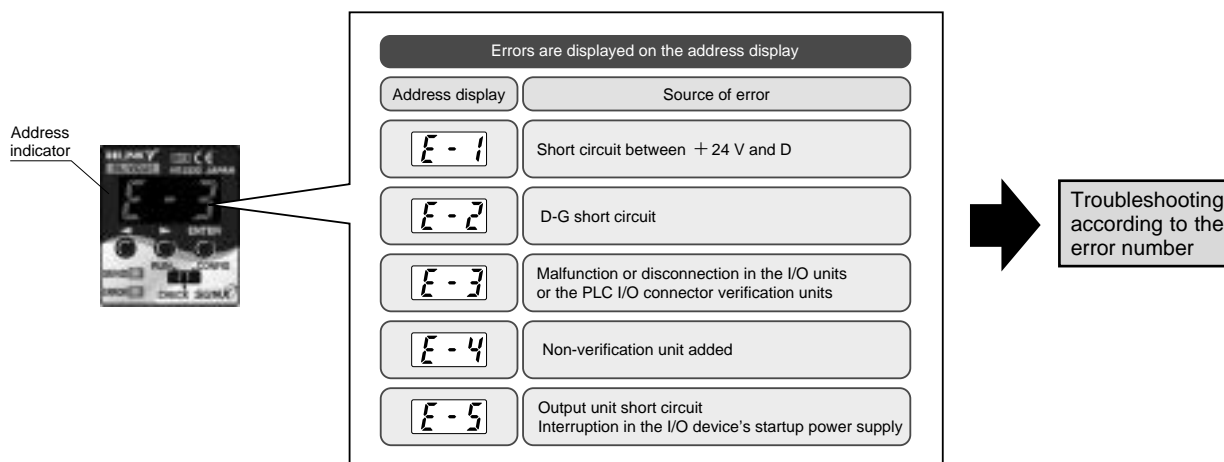 Errors are displayed on the address display
Address display
Source of error
Address
indicator
E - 3
ENTER
E - 1
Short circuit between ＋24 V and D
E - 2
D-G short circuit
E - 3
Malfunction or disconnection in the I/O units
or the PLC I/O connector verification units
E - 4
Non-verification unit added
E - 5
Output unit short circuit
Interruption in the I/O device's startup power supply
Troubleshooting
according to the
error number